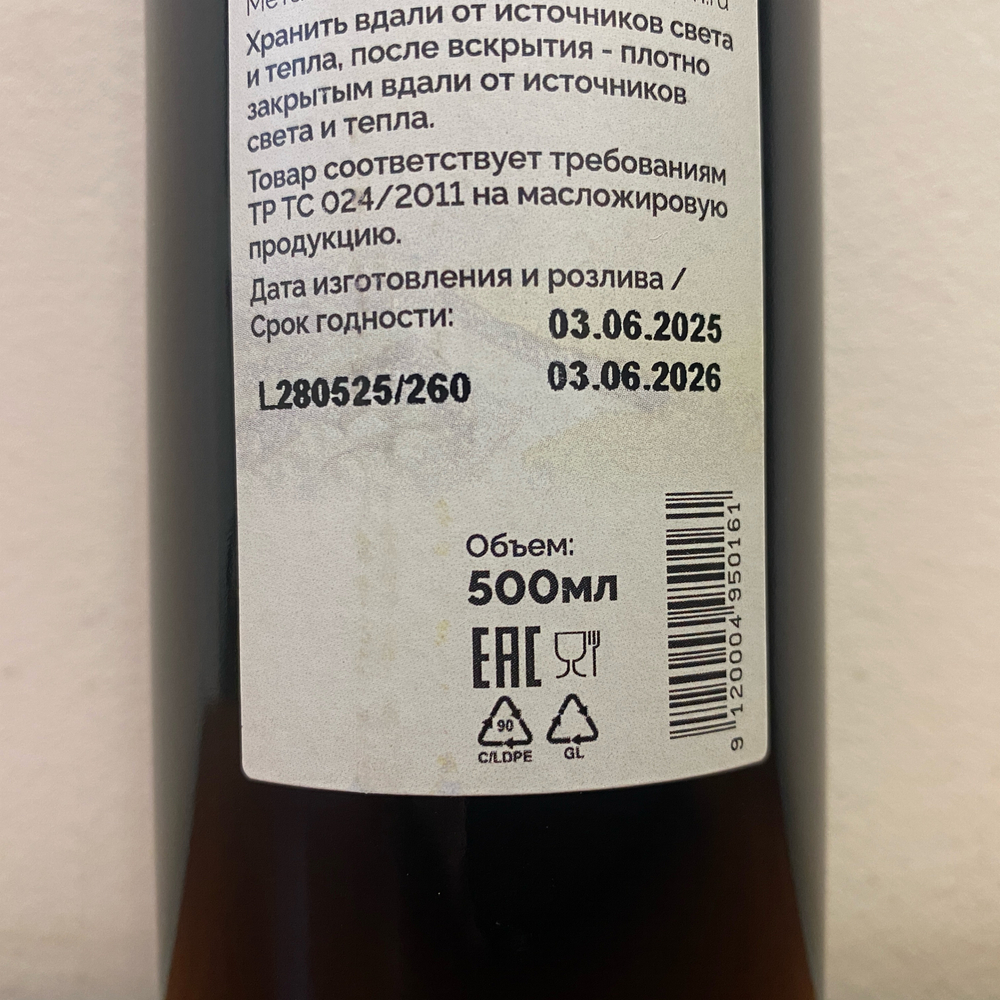 Хранить вдали от источников света
и тепла, после вскрытия - плотно
закрытым вдали от источников
света и тепла.
Товар соответствует требованиям
ТР ТС 024/2011 на масложировую
продукцию.
Дата изготовления и розлива /
Срок годности:
03.06.2025
03.06.2026
L280525/260
Объем:
500мл
EAC
90
C/LDPE
GL
9 120004 950161